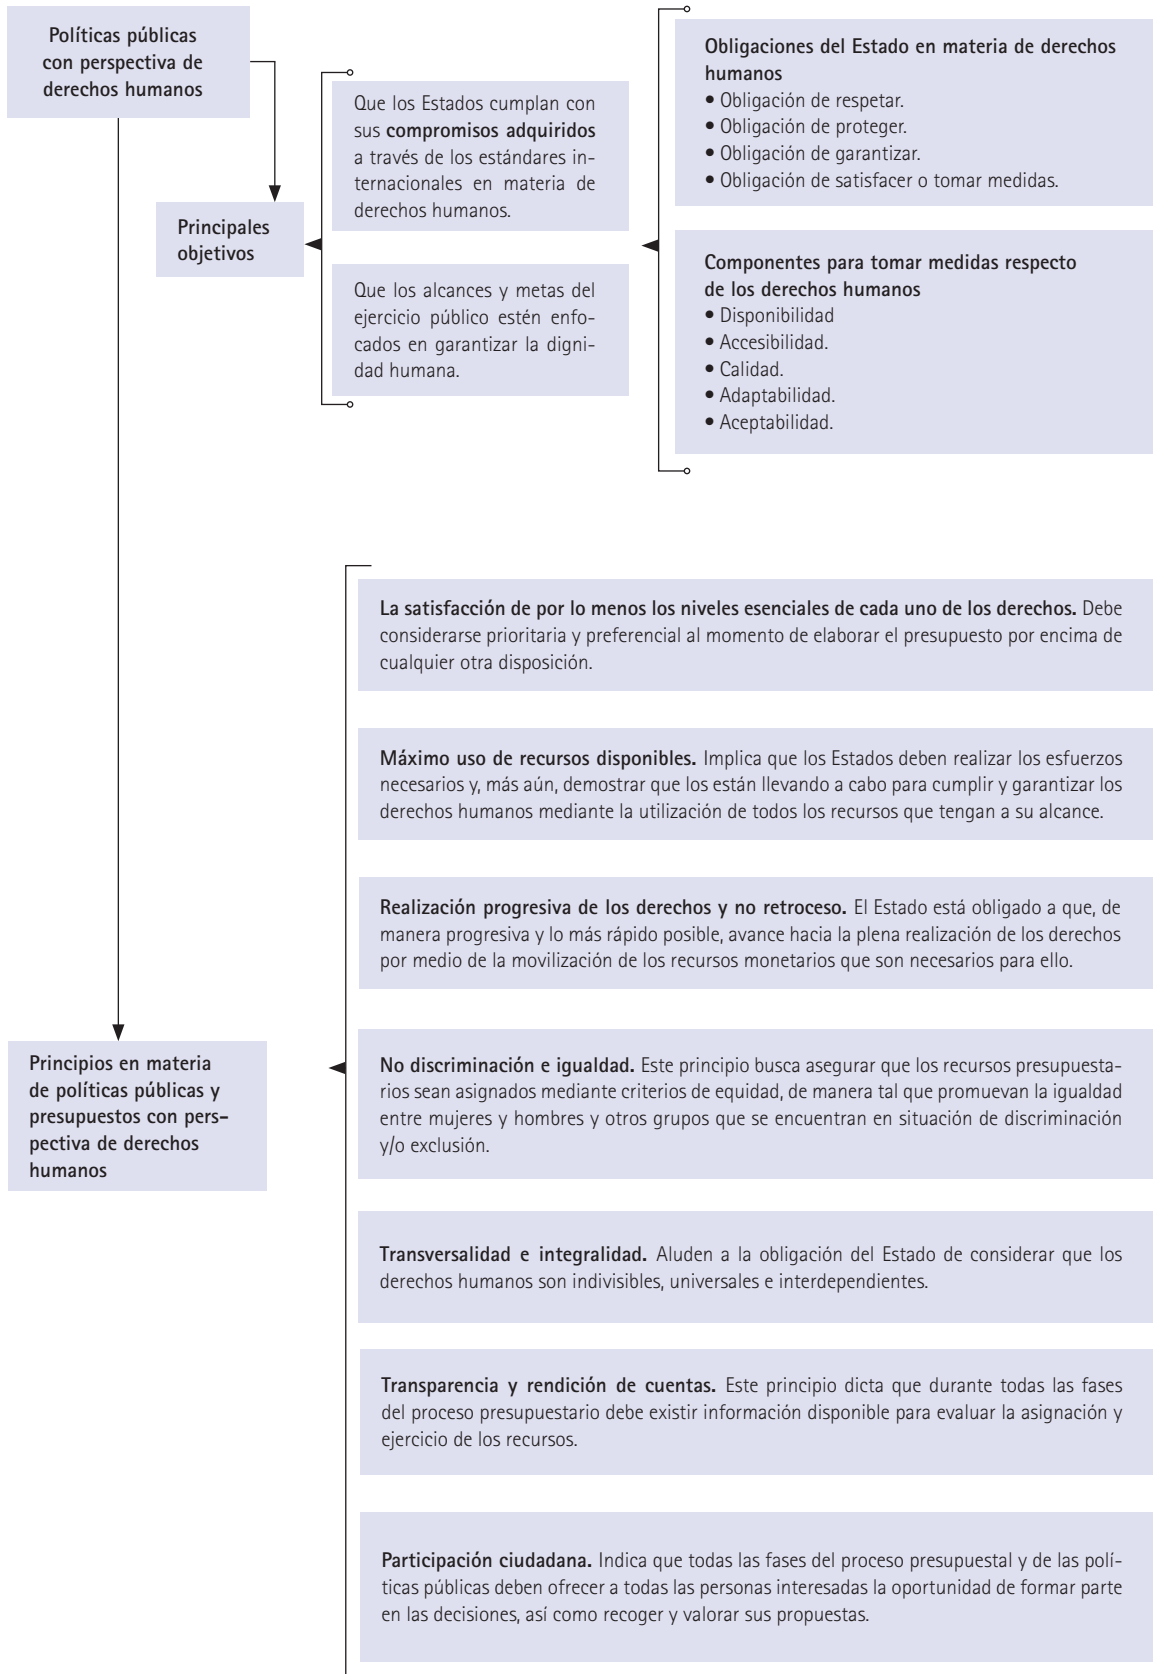 Políticas públicas
con perspectiva de
derechos humanos
Principales
objetivos
Que los Estados cumplan con
sus compromisos adquiridos
a través de los estándares in-
ternacionales en materia de
derechos humanos.
Que los alcances y metas del
ejercicio público estén enfo-
cados en garantizar la digni-
dad humana.
Obligaciones del Estado en materia de derechos
humanos
• Obligación de respetar.
• Obligación de proteger.
• Obligación de garantizar.
• Obligación de satisfacer o tomar medidas.
Componentes para tomar medidas respecto
de los derechos humanos
• Disponibilidad
• Accesibilidad.
• Calidad.
• Adaptabilidad.
• Aceptabilidad.
Principios en materia
de políticas públicas y
presupuestos con pers-
pectiva de derechos
humanos
La satisfacción de por lo menos los niveles esenciales de cada uno de los derechos. Debe
considerarse prioritaria y preferencial al momento de elaborar el presupuesto por encima de
cualquier otra disposición.
Máximo uso de recursos disponibles. Implica que los Estados deben realizar los esfuerzos
necesarios y, más aún, demostrar que los están llevando a cabo para cumplir y garantizar los
derechos humanos mediante la utilización de todos los recursos que tengan a su alcance.
Realización progresiva de los derechos y no retroceso. El Estado está obligado a que, de
manera progresiva y lo más rápido posible, avance hacia la plena realización de los derechos
por medio de la movilización de los recursos monetarios que son necesarios para ello.
No discriminación e igualdad. Este principio busca asegurar que los recursos presupuesta-
rios sean asignados mediante criterios de equidad, de manera tal que promuevan la igualdad
entre mujeres y hombres y otros grupos que se encuentran en situación de discriminación
y/o exclusión.
Transversalidad e integralidad. Aluden a la obligación del Estado de considerar que los
derechos humanos son indivisibles, universales e interdependientes.
Transparencia y rendición de cuentas. Este principio dicta que durante todas las fases
del proceso presupuestario debe existir información disponible para evaluar la asignación y
ejercicio de los recursos.
Participación ciudadana. Indica que todas las fases del proceso presupuestal y de las polí-
ticas públicas deben ofrecer a todas las personas interesadas la oportunidad de formar parte
en las decisiones, así como recoger y valorar sus propuestas.